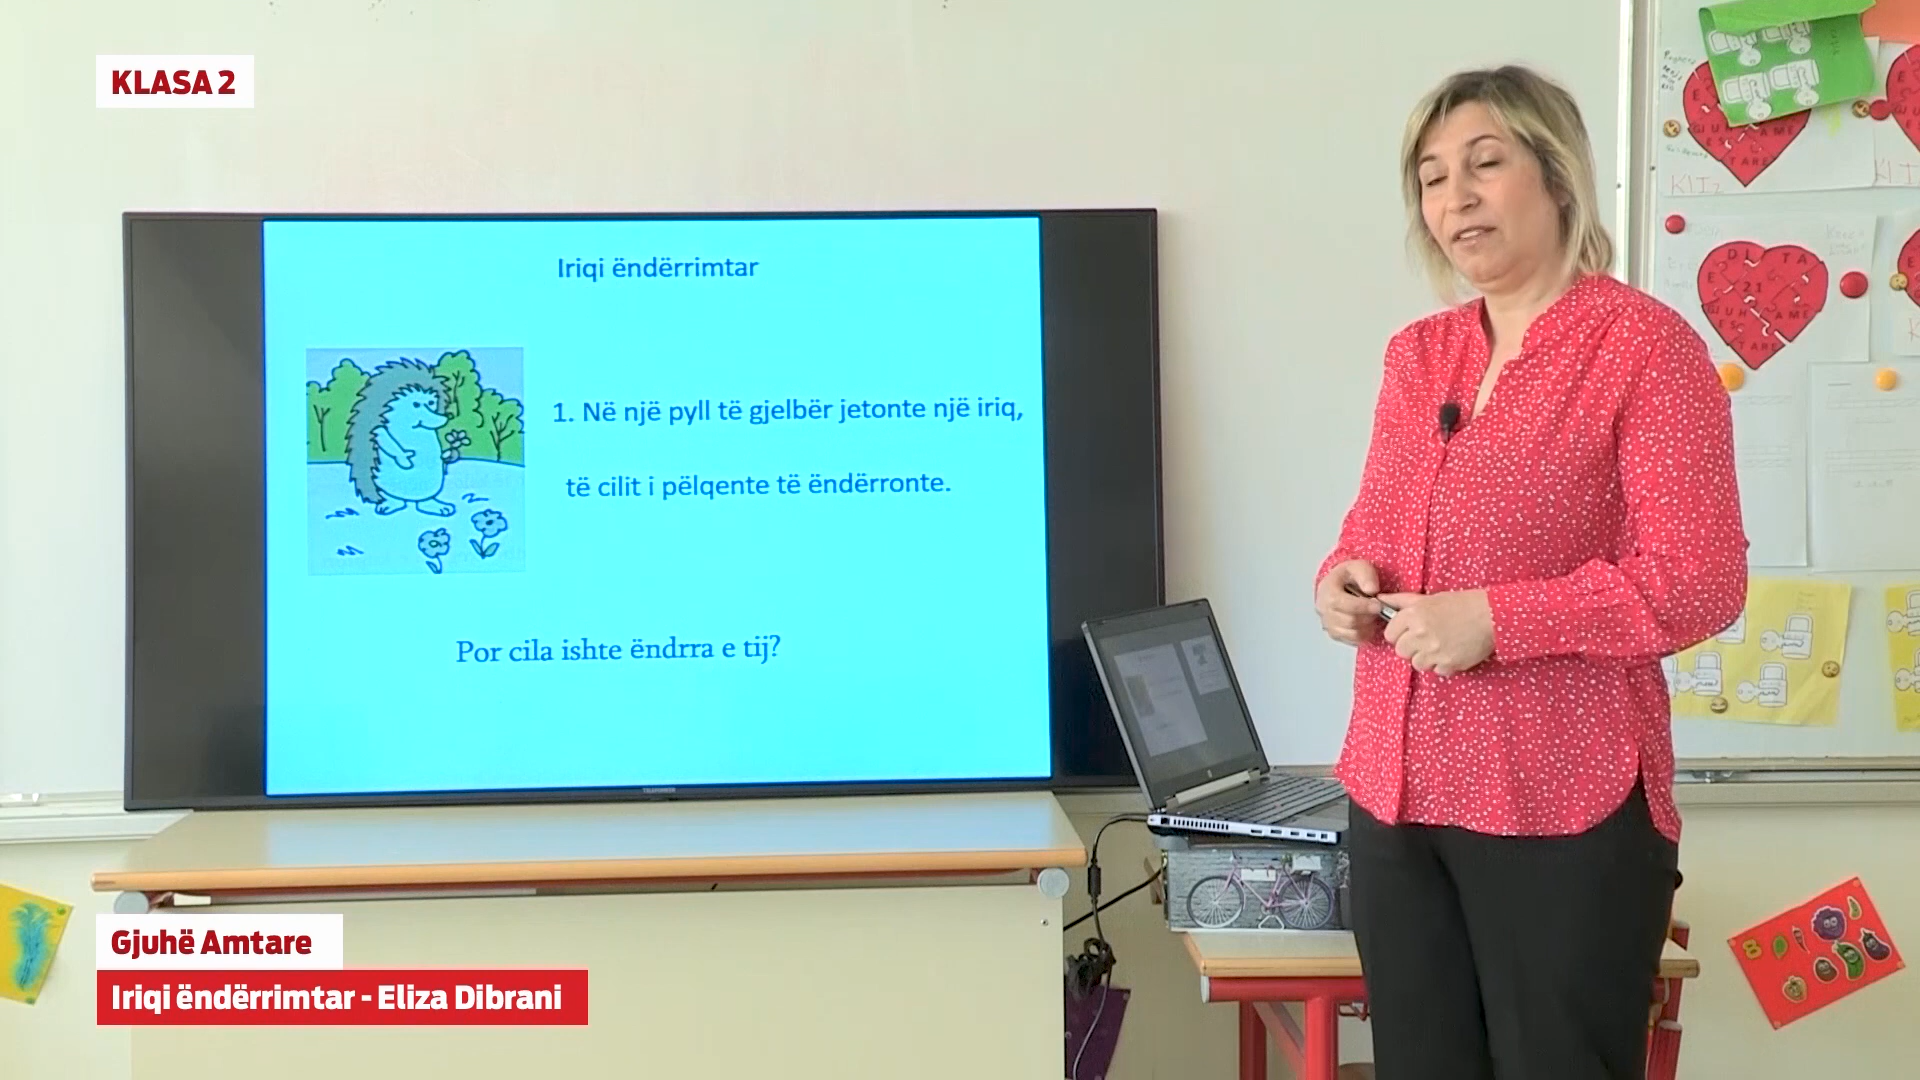 KLASA 2
Iriqi ëndërrimtar
1. Në një pyll të gjelbër jetonte një iriq,
të cilit i pëlqente të ëndërronte.
Por cila ishte ëndrra e tij?
Gjuhë Amtare
Iriqi ëndërrimtar - Eliza Dibrani